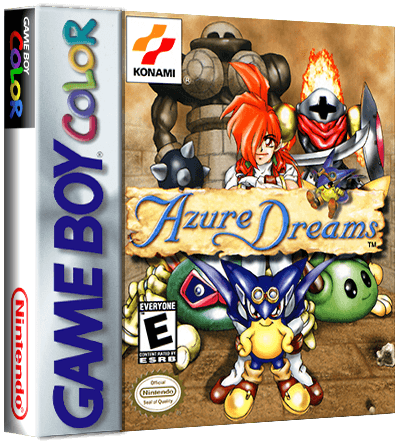 GAME BOY
COLOR
Nintendo
GAME BOY COLOR
KONAMI
®
Azure Dreams
TM
EVERYONE
E
CONTENT RATED BY
ESRB
Official
Nintendo
Seal of Quality